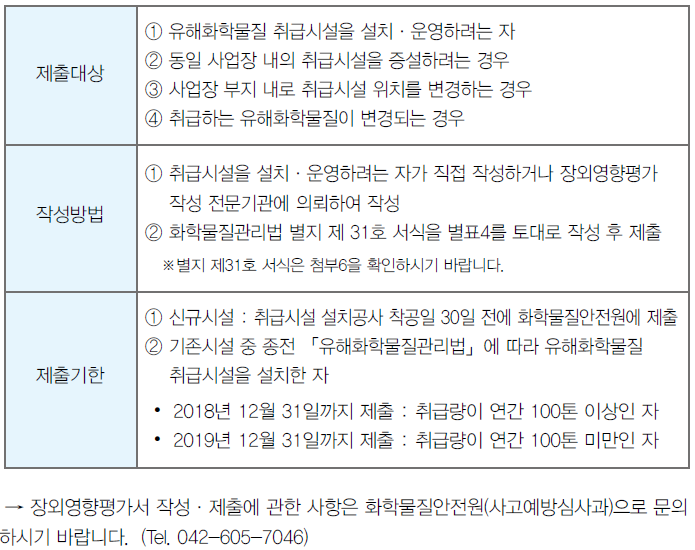 제출대상
① 유해화학물질 취급시설을 설치 · 운영하려는 자
② 동일 사업장 내의 취급시설을 증설하려는 경우
③ 사업장 부지 내로 취급시설 위치를 변경하는 경우
④ 취급하는 유해화학물질이 변경되는 경우
작성방법
① 취급시설을 설치 · 운영하려는 자가 직접 작성하거나 장외영향평가
작성 전문기관에 의뢰하여 작성
② 화학물질관리법 별지 제 31호 서식을 별표4를 토대로 작성 후 제출
※별지 제31호 서식은 첨부6을 확인하시기 바랍니다.
제출기한
① 신규시설 : 취급시설 설치공사 착공일 30일 전에 화학물질안전원에 제출
② 기존시설 중 종전 「유해화학물질관리법」에 따라 유해화학물질
취급시설을 설치한 자
• 2018년 12월 31일까지 제출 : 취급량이 연간 100톤 이상인 자
• 2019년 12월 31일까지 제출 : 취급량이 연간 100톤 미만인 자
→ 장외영향평가서 작성 · 제출에 관한 사항은 화학물질안전원(사고예방심사과)으로 문의
하시기 바랍니다. (Tel. 042-605-7046)